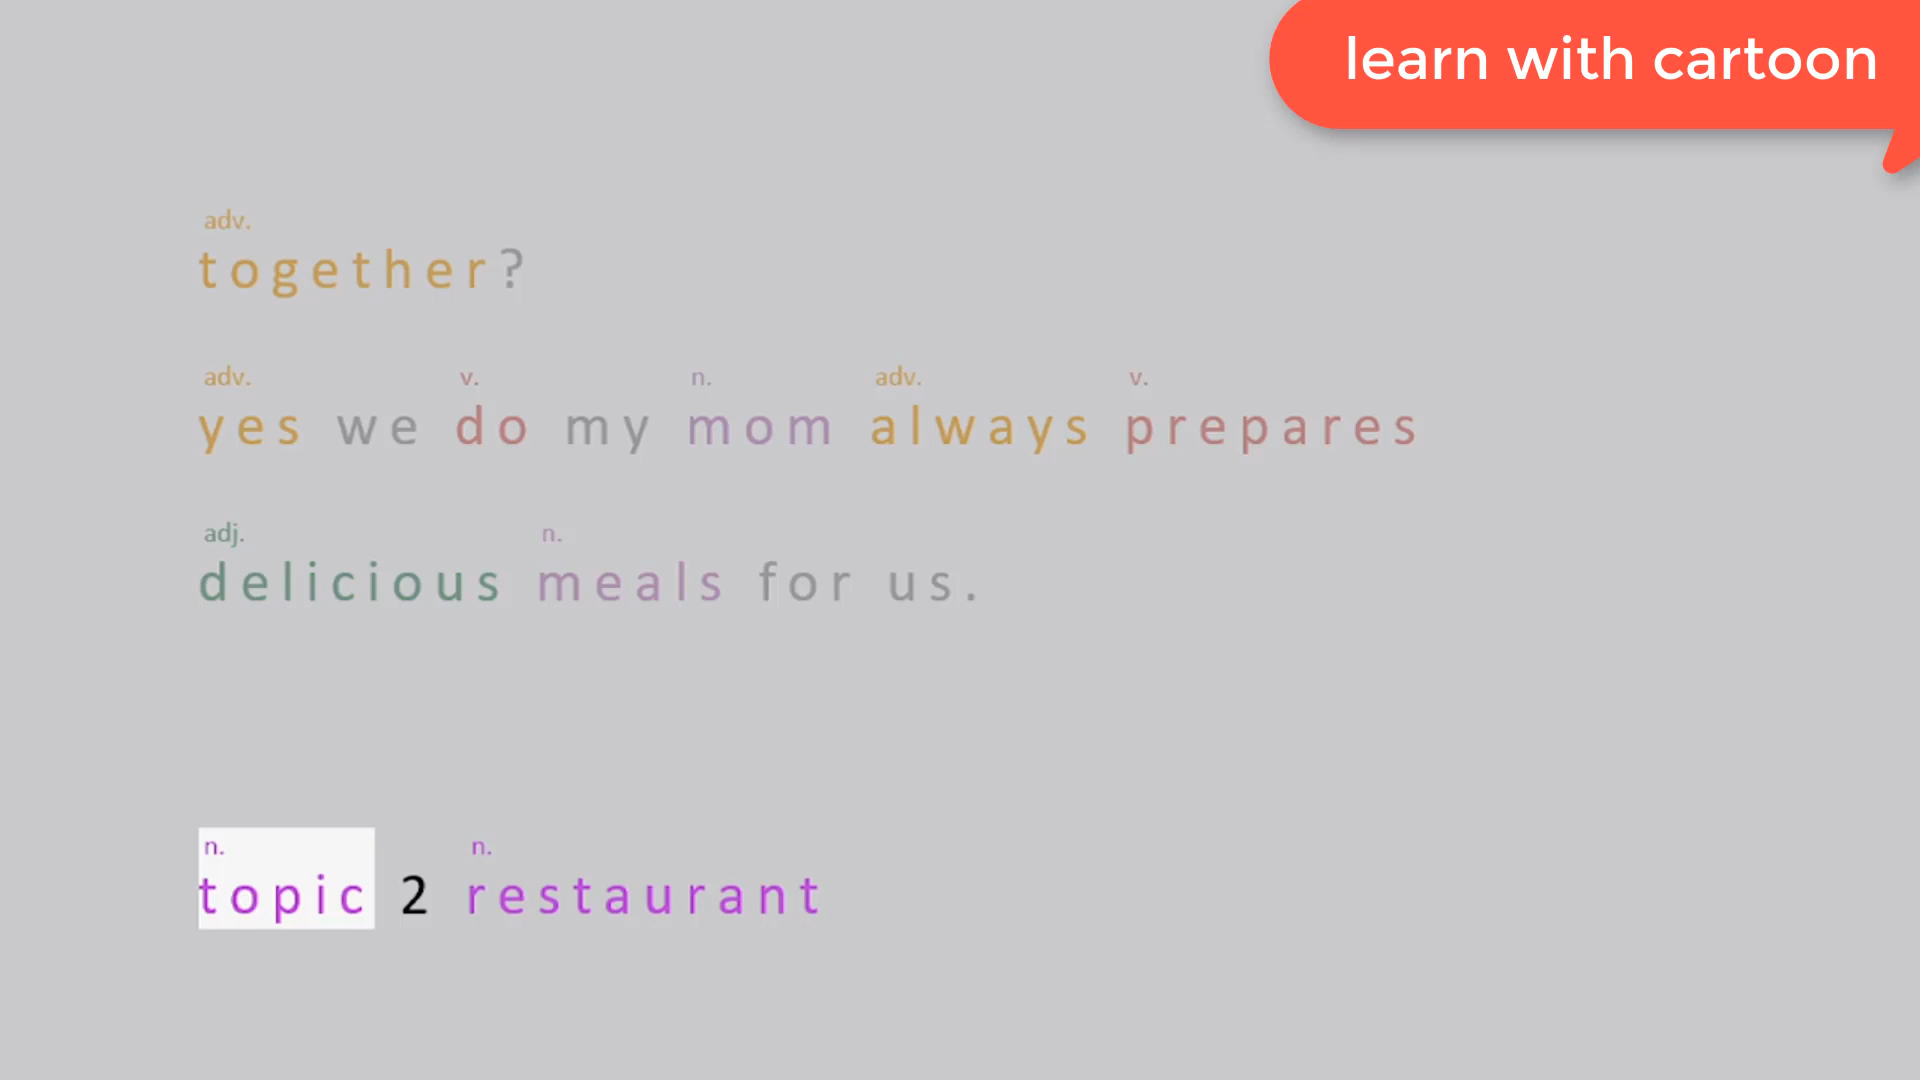 learn with cartoon
adv.
together?
adv. v. n. adv. v.
yes we do my mom always prepares
adj. n.
delicious meals for us.
n. n.
topic 2 restaurant